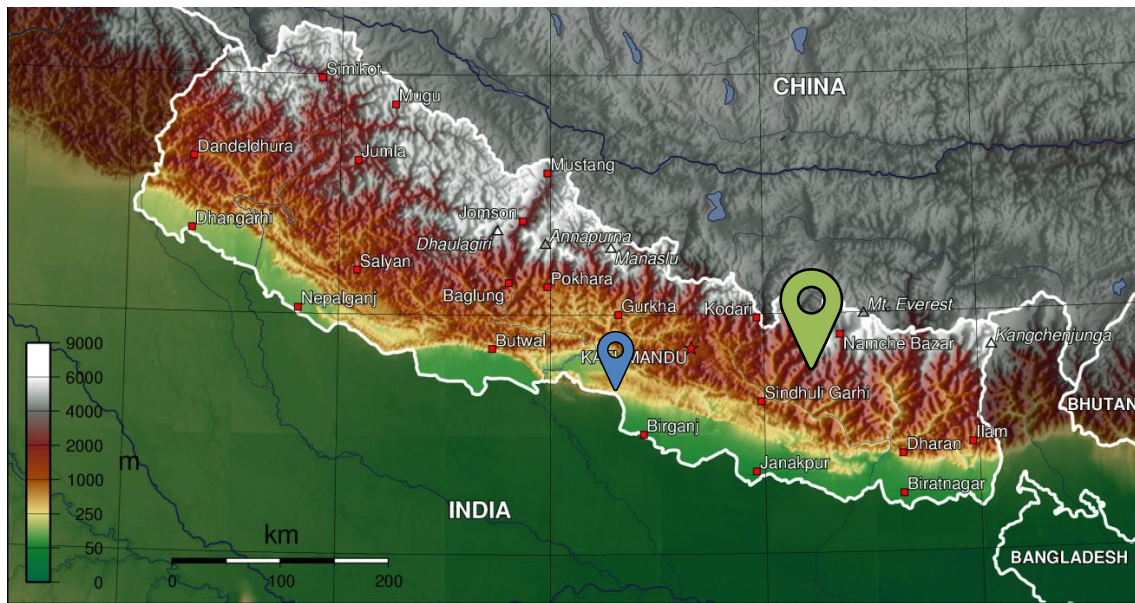 CHINA
Simikot
Mugu
Dandeldhura
Jumla
Mustang
Dhangarhi
Jomson
Dhaulagiri
Annapurna
Manaslu
Salyan
Baglung
Pokhara
Nepalganj
Gurkha
Kodari
Mt. Everest
Namche Bazar
Kangchenjunga
Butwal
KATHMANDU
Sindhuli Garhi
BHUTAN
Birganj
Dharan
Ilam
Janakpur
Biratnagar
INDIA
BANGLADESH
9000
6000
4000
2000
m
1000
250
50
0
km
0
100
200